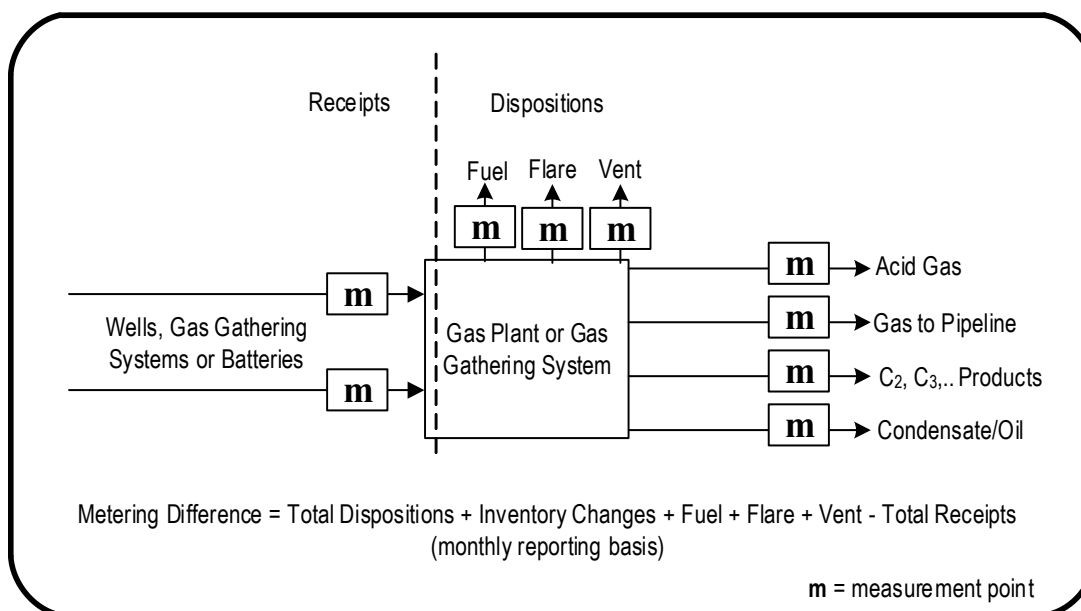 Receipts
Dispositions
Fuel
Flare
Vent
m
m
m
m
Acid Gas
m
Wells, Gas Gathering
Systems or Batteries
Gas Plant or Gas
Gathering System
m
Gas to Pipeline
m
C2, C3,.. Products
m
m
Condensate/Oil
Metering Difference = Total Dispositions + Inventory Changes + Fuel + Flare + Vent - Total Receipts
(monthly reporting basis)
m = measurement point